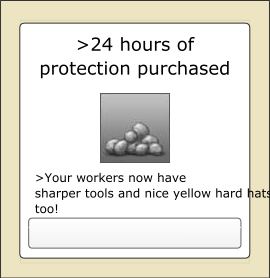 >24 hours of
protection purchased
>Your workers now have
sharper tools and nice yellow hard hats
too!